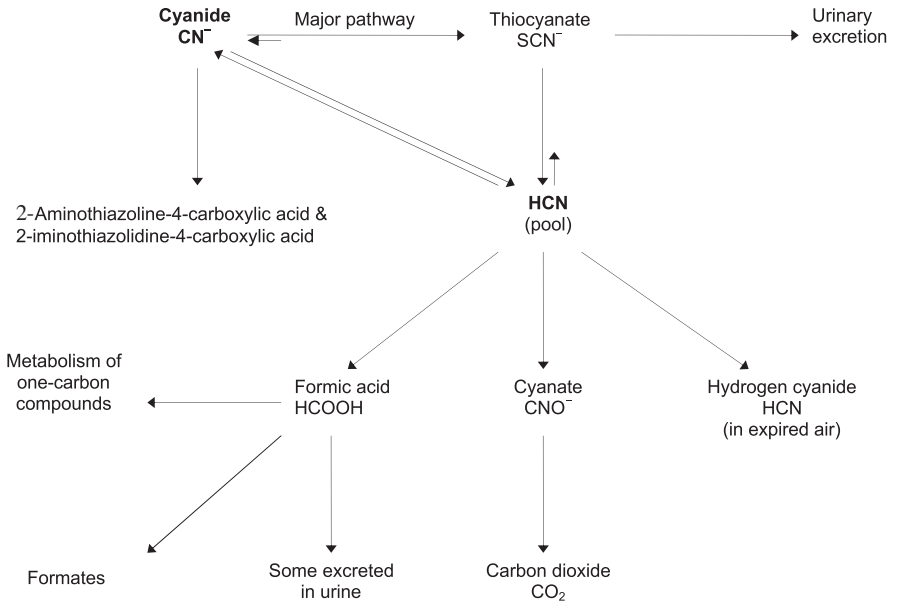 Cyanide
CN⁻
Major pathway
Thiocyanate
SCN⁻
Urinary
excretion
2-Aminothiazoline-4-carboxylic acid &
2-iminothiazolidine-4-carboxylic acid
HCN
(pool)
Metabolism of
one-carbon
compounds
Formic acid
HCOOH
Cyanate
CNO⁻
Hydrogen cyanide
HCN
(in expired air)
Formates
Some excreted
in urine
Carbon dioxide
CO₂